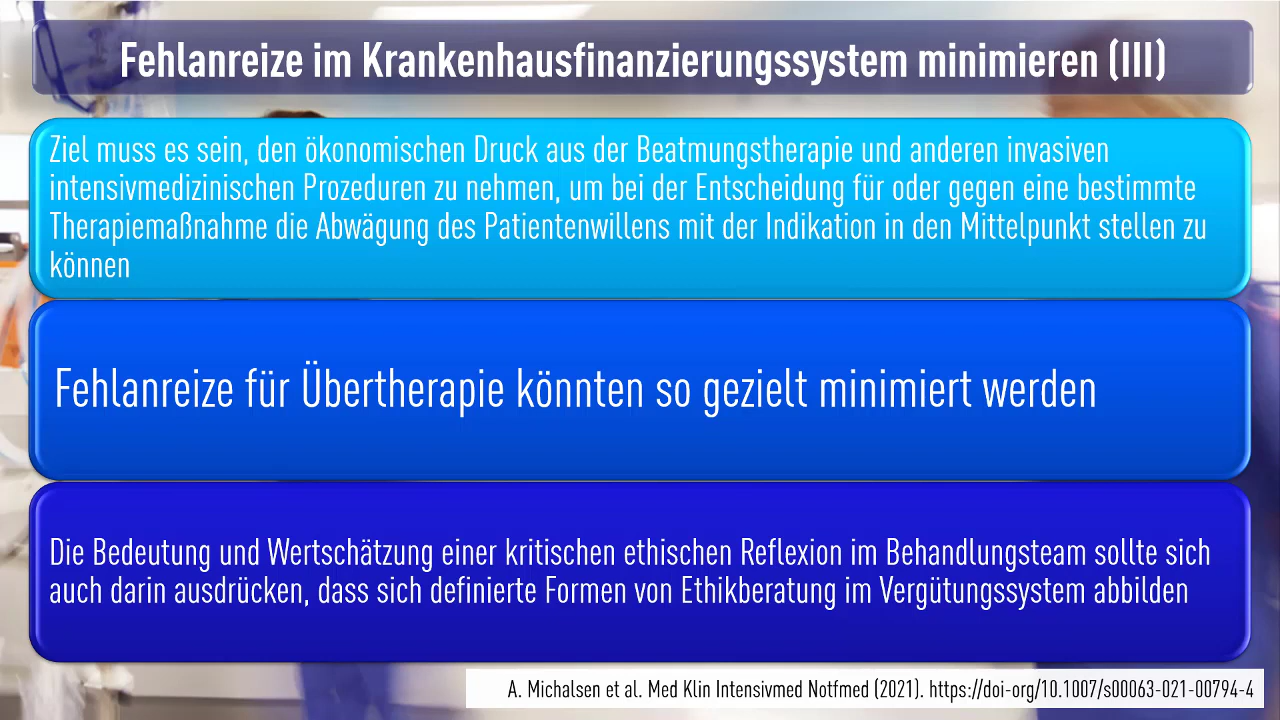 Fehlanreize im Krankenhausfinanzierungssystem minimieren (III)
Ziel muss es sein, den ökonomischen Druck aus der Beatmungstherapie und anderen invasiven
intensivmedizinischen Prozeduren zu nehmen, um bei der Entscheidung für oder gegen eine bestimmte
Therapiemaßnahme die Abwägung des Patientenwillens mit der Indikation in den Mittelpunkt stellen zu
können
Fehlanreize für Übertherapie könnten so gezielt minimiert werden
Die Bedeutung und Wertschätzung einer kritischen ethischen Reflexion im Behandlungsteam sollte sich
auch darin ausdrücken, dass sich definierte Formen von Ethikberatung im Vergütungssystem abbilden
A. Michalsen et al. Med Klin Intensivmed Notfmed (2021). https://doi-org/10.1007/s00063-021-00794-4